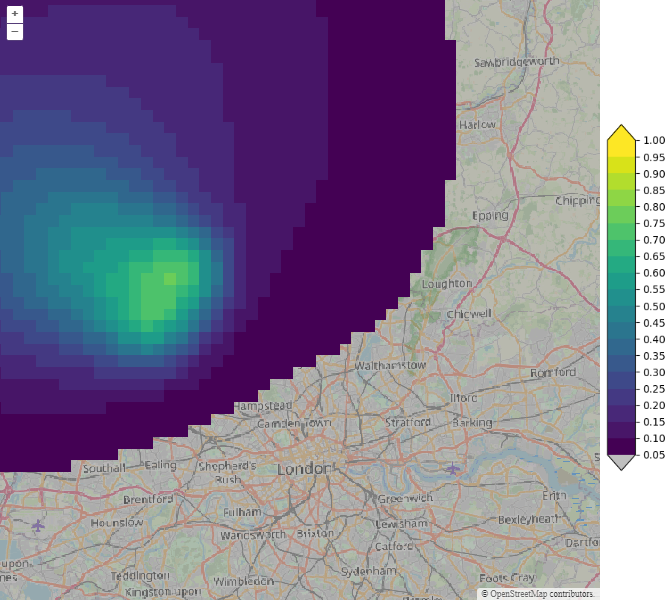 +
−
Sawbridgeworth
Harlow
Chipping
Epping
Loughton
Chigwell
Walthamstow
Romford
Hampstead
Ilford
Camden Town
Stratford
Barking
Southall
Ealing
Shepherd's
Bush
London
Brentford
Greenwich
Erith
Hounslow
Fulham
Lewisham
Bexleyheath
Wandsworth
Brixton
Catford
Dartfo
upon
mes
Teddington
Wimbledon
Sydenham
Foots Cray
Kingston upon
© OpenStreetMap contributors.
1.00
0.95
0.90
0.85
0.80
0.75
0.70
0.65
0.60
0.55
0.50
0.45
0.40
0.35
0.30
0.25
0.20
0.15
0.10
0.05